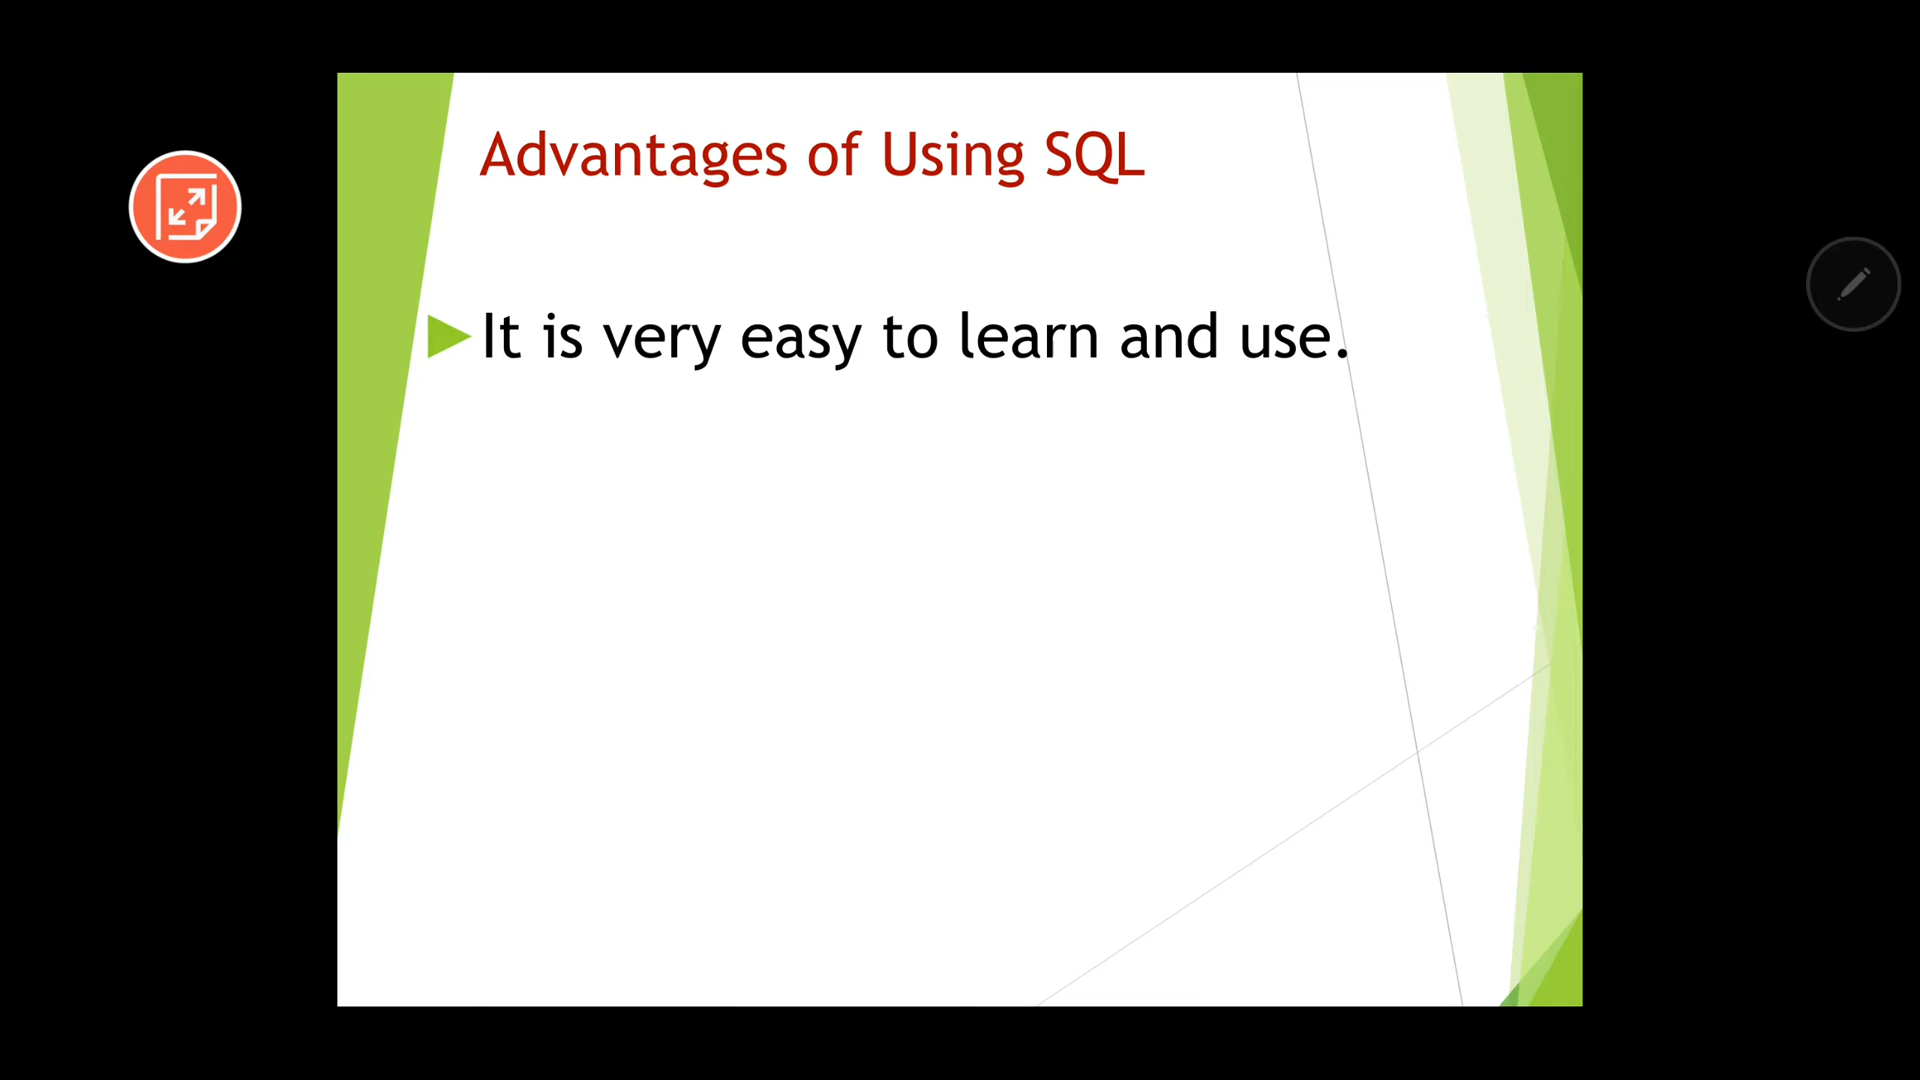 Advantages of Using SQL
It is very easy to learn and use.